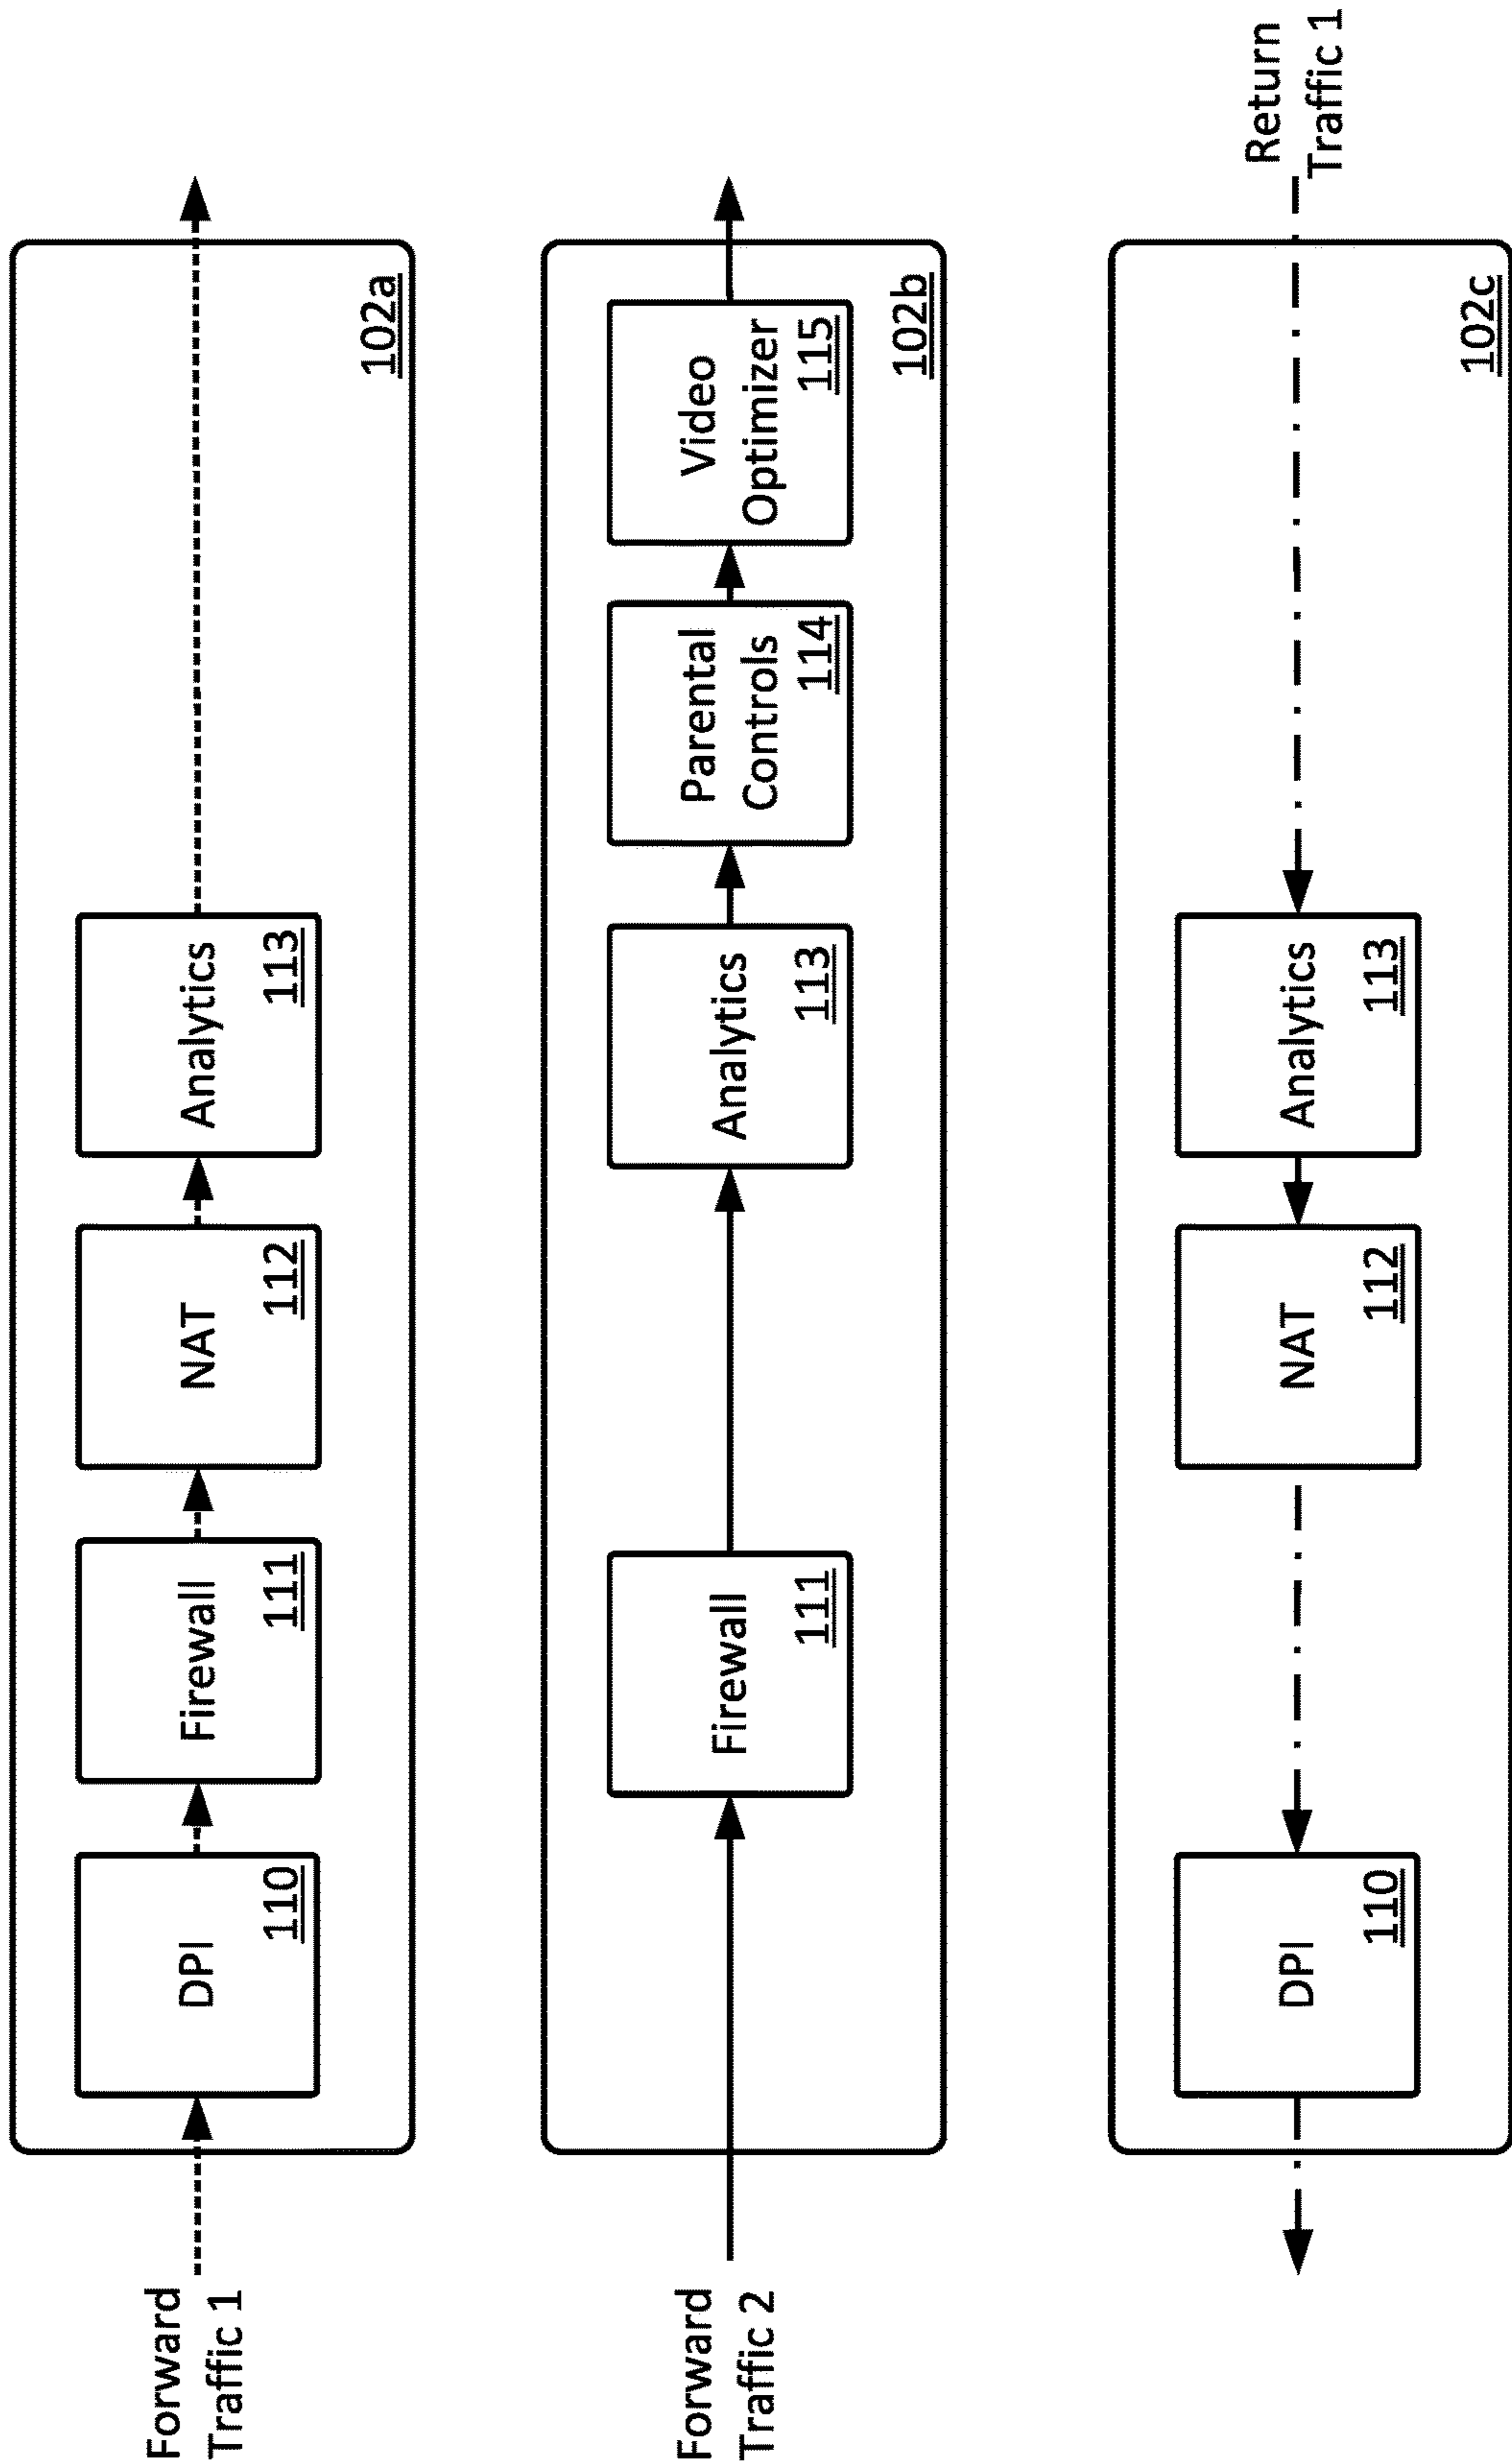 Forward
Traffic 1
DPI
110
Firewall
111
NAT
112
Analytics
113
102a
Forward
Traffic 2
Firewall
111
Analytics
113
Parental
Controls
114
Video
Optimizer
115
102b
Return
Traffic 1
DPI
110
NAT
112
Analytics
113
102c